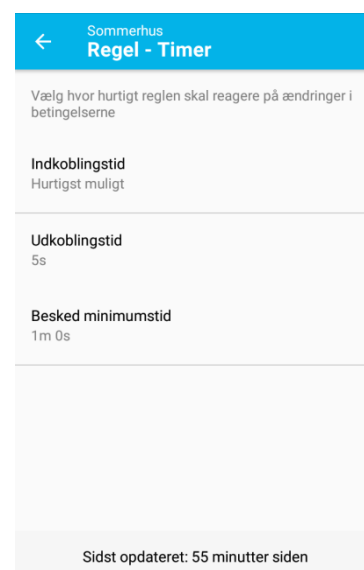 Sommerhus
Regel - Timer
Vælg hvor hurtigt reglen skal reagere på ændringer i
betingelserne
Indkoblingstid
Hurtigst muligt
Udkoblingstid
5s
Besked minimumstid
1m 0s
Sidst opdateret: 55 minutter siden